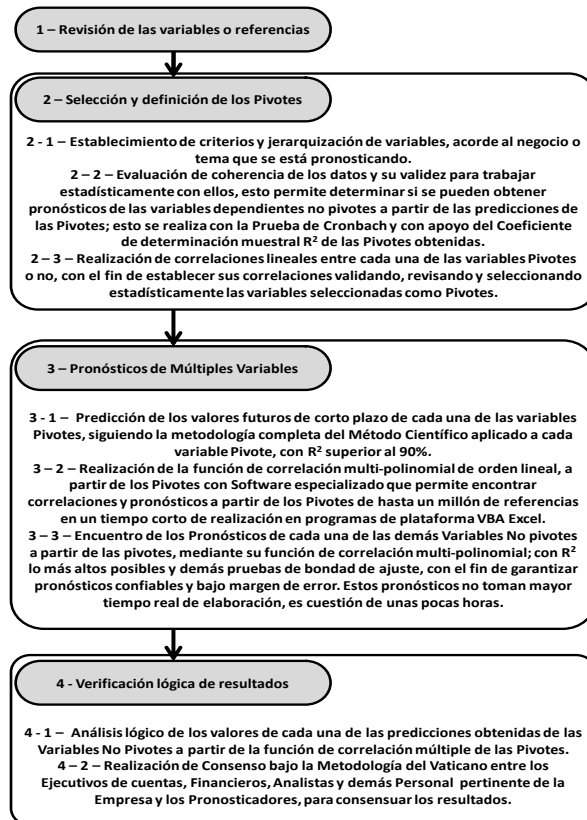 1 – Revisión de las variables o referencias
2 – Selección y definición de los Pivotes
2 - 1 – Establecimiento de criterios y jerarquización de variables, acorde al negocio o
tema que se está pronosticando.
2 – 2 – Evaluación de coherencia de los datos y su validez para trabajar
estadísticamente con ellos, esto permite determinar si se pueden obtener
pronósticos de las variables dependientes no pivotes a partir de las predicciones de
las Pivotes; esto se realiza con la Prueba de Cronbach y con apoyo del Coeficiente
de determinación muestral R² de las Pivotes obtenidas.
2 – 3 – Realización de correlaciones lineales entre cada una de las variables Pivotes
o no, con el fin de establecer sus correlaciones validando, revisando y seleccionando
estadísticamente las variables seleccionadas como Pivotes.
3 – Pronósticos de Múltiples Variables
3 - 1 – Predicción de los valores futuros de corto plazo de cada una de las variables
Pivotes, siguiendo la metodología completa del Método Científico aplicado a cada
variable Pivote, con R² superior al 90%.
3 – 2 – Realización de la función de correlación multi-polinomial de orden lineal, a
partir de los Pivotes con Software especializado que permite encontrar
correlaciones y pronósticos a partir de los Pivotes de hasta un millón de referencias
en un tiempo corto de realización en programas de plataforma VBA Excel.
3 – 3 – Encuentro de los Pronósticos de cada una de las demás Variables No pivotes
a partir de las pivotes, mediante su función de correlación multi-polinomial; con R²
lo más altos posibles y demás pruebas de bondad de ajuste, con el fin de garantizar
pronósticos confiables y bajo margen de error. Estos pronósticos no toman mayor
tiempo real de elaboración, es cuestión de unas pocas horas.
4 - Verificación lógica de resultados
4 - 1 – Análisis lógico de los valores de cada una de las predicciones obtenidas de las
Variables No Pivotes a partir de la función de correlación múltiple de las Pivotes.
4 – 2 – Realización de Consenso bajo la Metodología del Vaticano entre los
Ejecutivos de cuentas, Financieros, Analistas y demás Personal pertinente de la
Empresa y los Pronosticadores, para consensuar los resultados.